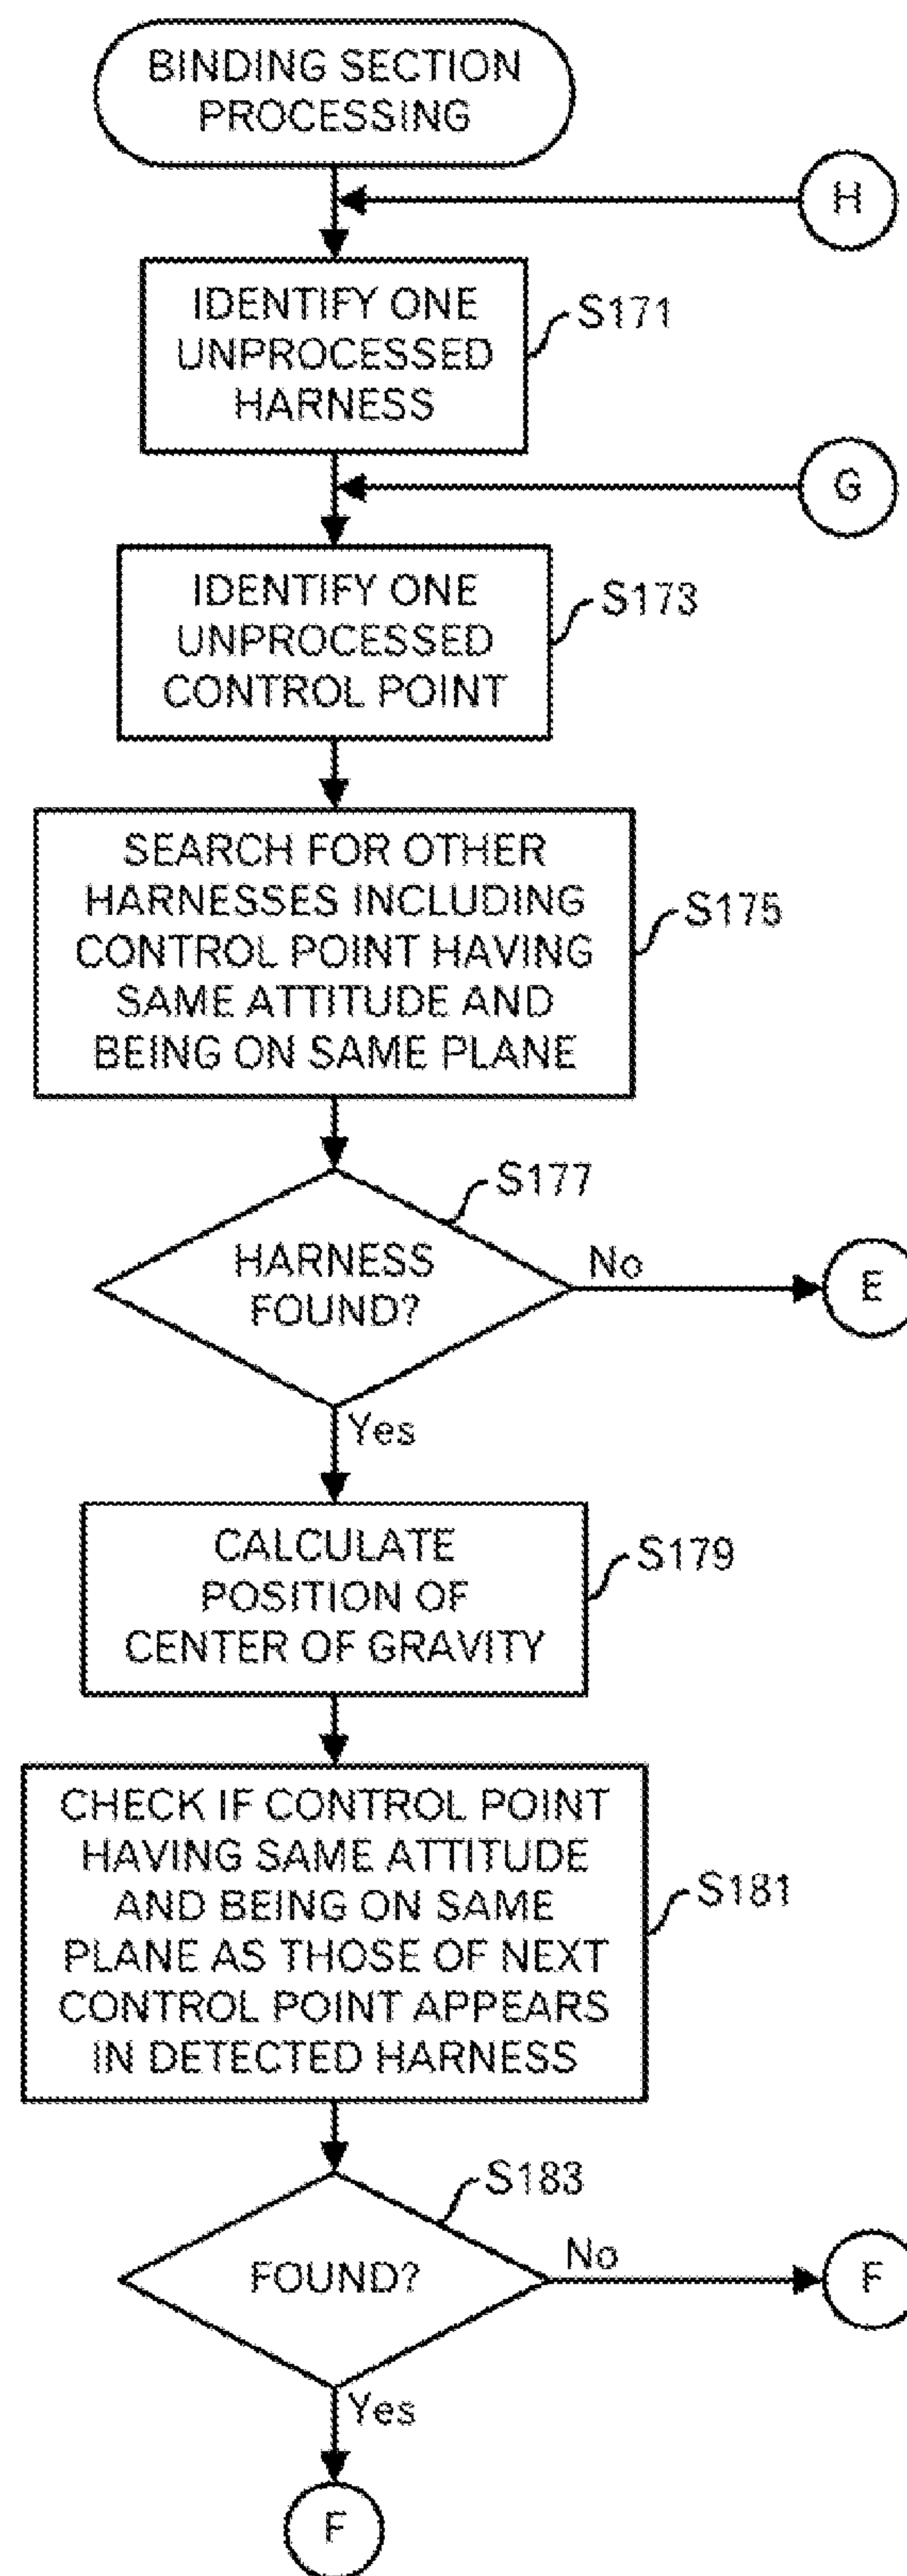 BINDING SECTION
PROCESSING
H
IDENTIFY ONE
UNPROCESSED
HARNESS
S171
G
IDENTIFY ONE
UNPROCESSED
CONTROL POINT
S173
SEARCH FOR OTHER
HARNESSES INCLUDING
CONTROL POINT HAVING
SAME ATTITUDE AND
BEING ON SAME PLANE
S175
S177
HARNESS
FOUND?
No
E
Yes
CALCULATE
POSITION OF
CENTER OF GRAVITY
S179
CHECK IF CONTROL POINT
HAVING SAME ATTITUDE
AND BEING ON SAME
PLANE AS THOSE OF NEXT
CONTROL POINT APPEARS
IN DETECTED HARNESS
S181
S183
FOUND?
No
F
Yes
F